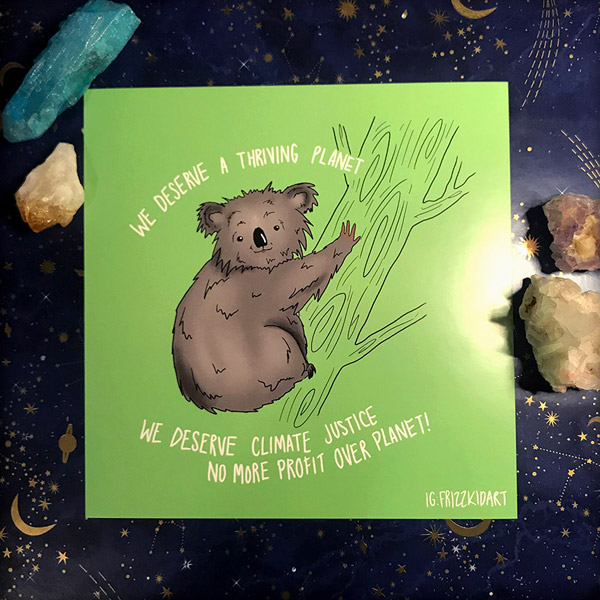 WE DESERVE A THRIVING PLANET
WE DESERVE CLIMATE JUSTICE
NO MORE PROFIT OVER PLANET!
IG:FRIZZKIDART